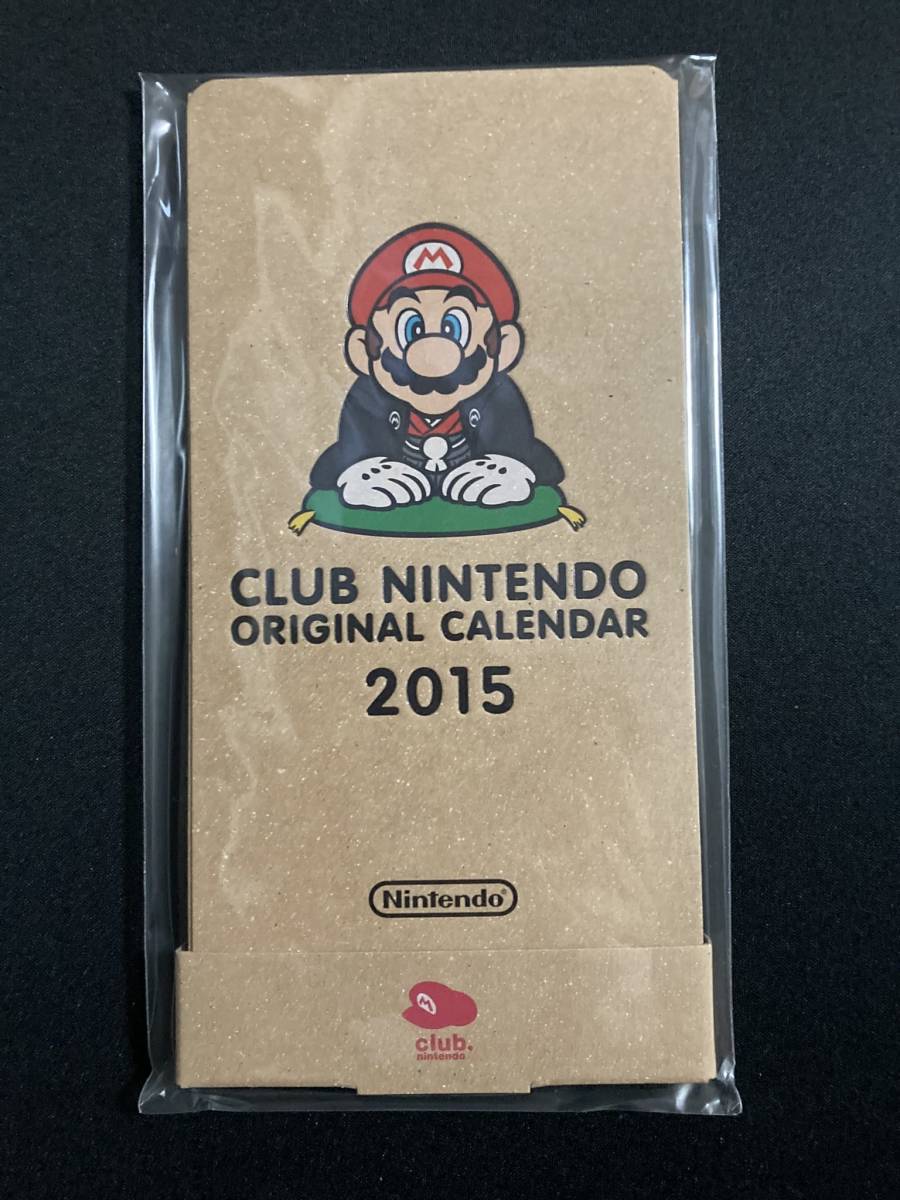 M
CLUB NINTENDO
ORIGINAL CALENDAR
2015
Nintendo®
M
club.
nintendo